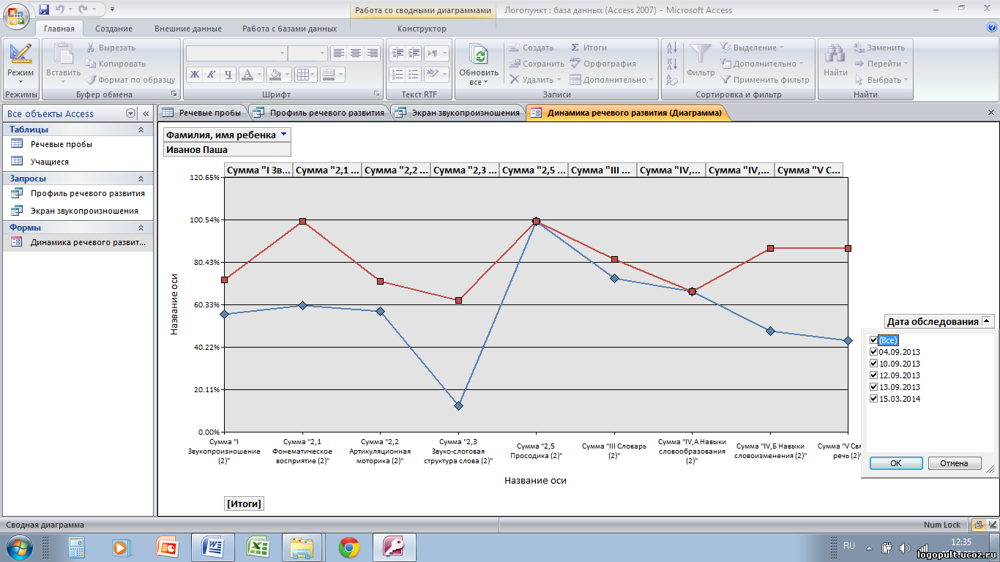 Работа со сводными диаграммами
Логопункт : база данных (Access 2007) - Microsoft Access
Главная
Создание
Внешние данные
Работа с базами данных
Конструктор
Режим
Режимы
Вставить
Вырезать
Копировать
Формат по образцу
Буфер обмена
Ж К Ч
Шрифт
Текст RTF
Обновить
все
Создать
Сохранить
Удалить
Итоги
Орфография
Дополнительно
Записи
Фильтр
Выделение
Дополнительно
Применить фильтр
Сортировка и фильтр
Найти
Заменить
Перейти
Выбрать
Найти
Все объекты Access
Таблицы
Речевые пробы
Учащиеся
Запросы
Профиль речевого развития
Экран звукопроизношения
Формы
Динамика речевого развит...
Речевые пробы
Профиль речевого развития
Экран звукопроизношения
Динамика речевого развития (Диаграмма)
Фамилия, имя ребенка
Иванов Паша
Сумма "I Зв...
Сумма "2,1 ...
Сумма "2,2 ...
Сумма "2,3 ...
Сумма "2,5 ...
Сумма "III ...
Сумма "IV,...
Сумма "IV,...
Сумма "V С...
120.65%
100.54%
80.43%
60.33%
40.22%
20.11%
0.00%
Название оси
Сумма "I
Звукопроизношение
(2)"
Сумма "2,1
Фонематическое
восприятие (2)"
Сумма "2,2
Артикуляционная
моторика (2)"
Сумма "2,3
Звуко-слоговая
структура слова (2)"
Сумма "2,5
Просодика (2)"
Сумма "III Словарь
(2)"
Сумма "IV,А Навыки
словообразования
(2)"
Сумма "IV,Б Навыки
словоизменения (2)"
Сумма "V Свя
речь (2)"
Название оси
[Итоги]
Дата обследования
(Все)
04.09.2013
10.09.2013
12.09.2013
13.09.2013
15.03.2014
ОК
Отмена
Сводная диаграмма
Num Lock
RU
12:35
logopult.ucoz.ru